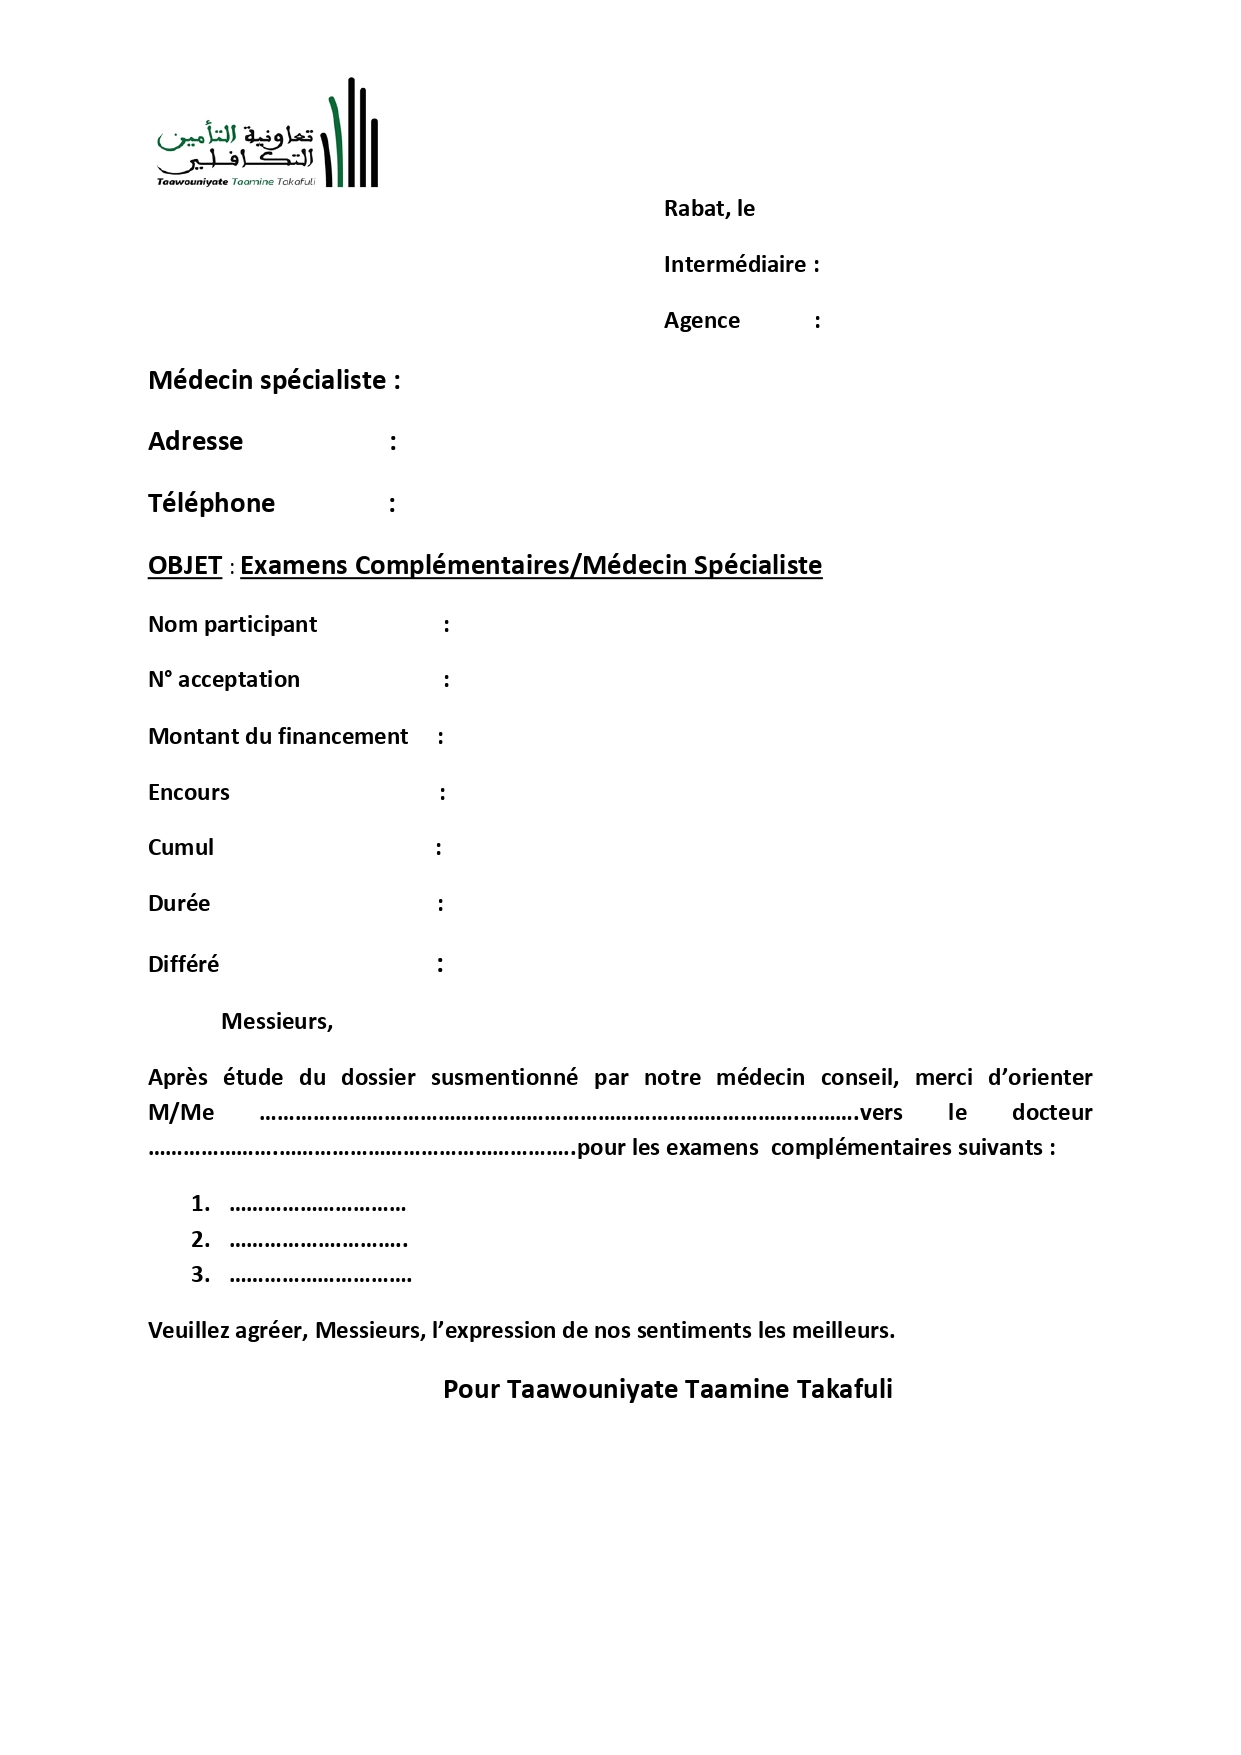 تعاونية التأمين
التكافلي
Taawouniyate Taamine Takafuli
Rabat, le
Intermédiaire :
Agence :
Médecin spécialiste :
Adresse :
Téléphone :
OBJET : Examens Complémentaires/Médecin Spécialiste
Nom participant :
N° acceptation :
Montant du financement :
Encours :
Cumul :
Durée :
Différé :
Messieurs,
Après étude du dossier susmentionné par notre médecin conseil, merci d’orienter
M/Me ……………………………………………………………………………….……….vers le docteur
………………….…………………………………………..pour les examens complémentaires suivants :
1. …………………………
2. ………………………..
3. ………………………….
Veuillez agréer, Messieurs, l’expression de nos sentiments les meilleurs.
Pour Taawouniyate Taamine Takafuli